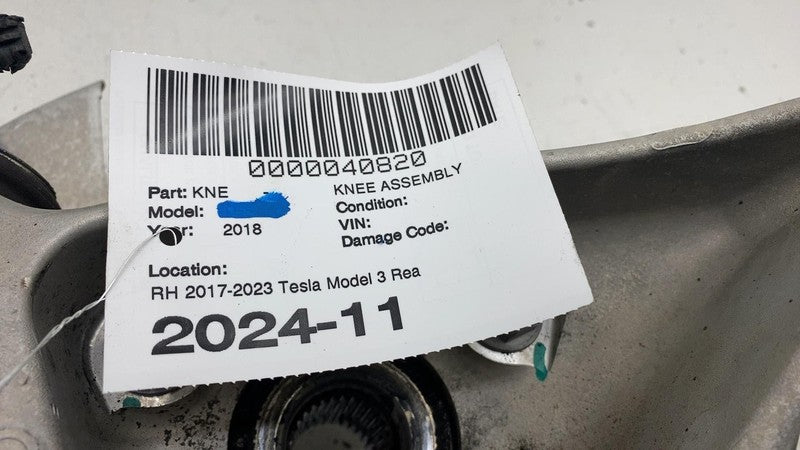 0000040820
Part: KNE KNEE ASSEMBLY
Model: Condition:
Year: 2018 VIN:
Damage Code:
Location:
RH 2017-2023 Tesla Model 3 Rea
2024-11